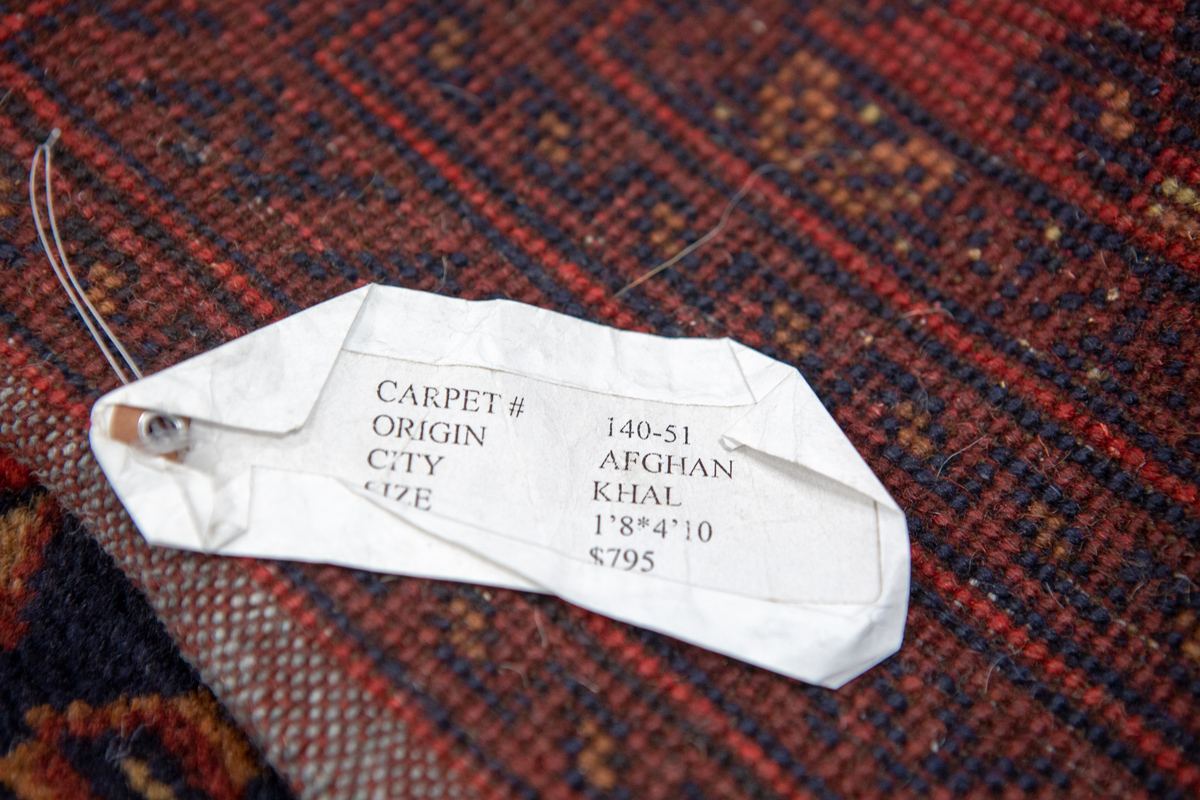 CARPET # 140-51
ORIGIN AFGHAN
CITY KHAL
SIZE 1'8*4'10
$795